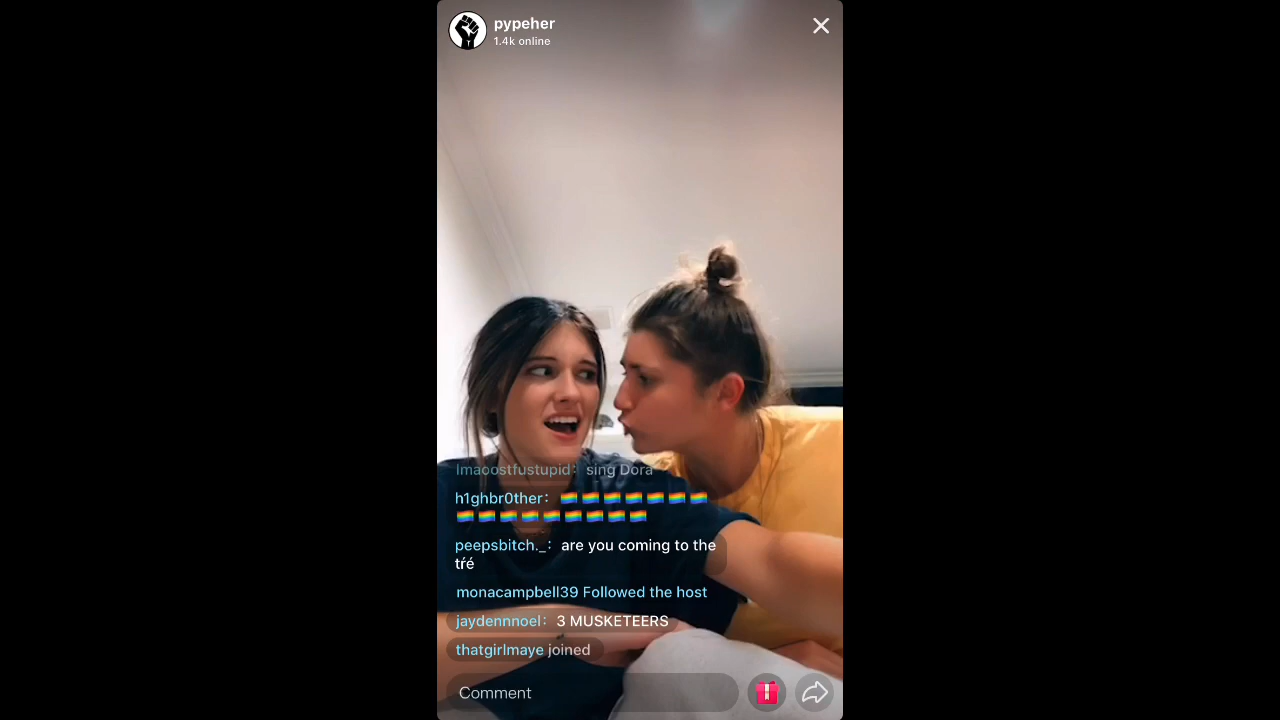 pypeher
1.4k online
lmaoostfustupid: sing Dora
h1ghbr0ther: 🏳️‍🌈🏳️‍🌈🏳️‍🌈🏳️‍🌈🏳️‍🌈🏳️‍🌈🏳️‍🌈
🏳️‍🌈🏳️‍🌈🏳️‍🌈🏳️‍🌈🏳️‍🌈🏳️‍🌈🏳️‍🌈🏳️‍🌈🏳️‍🌈
peepsbitch._: are you coming to the
tŕé
monacampbell39 Followed the host
jaydennnoel: 3 MUSKETEERS
thatgirlmaye joined
Comment